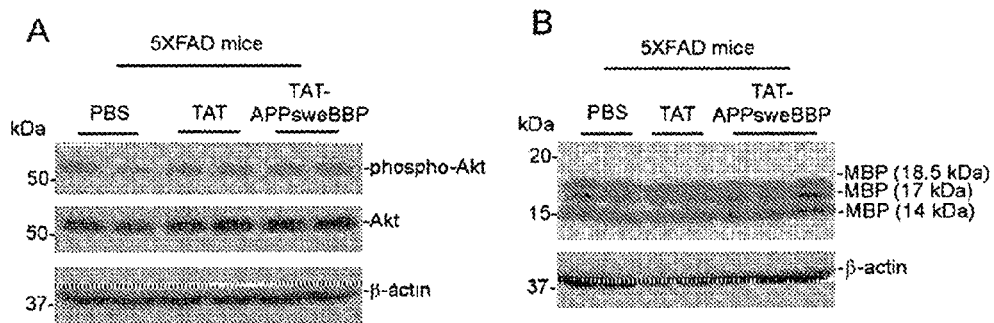 A
5XFAD mice
PBS
TAT
TAT-
APPsweBBP
kDa
50-
-phospho-Akt
50-
-Akt
37-
-β-actin
B
5XFAD mice
PBS
TAT
TAT-
APPsweBBP
kDa
20-
-MBP (18.5 kDa)
-MBP (17 kDa)
15-
-MBP (14 kDa)
37-
-β-actin